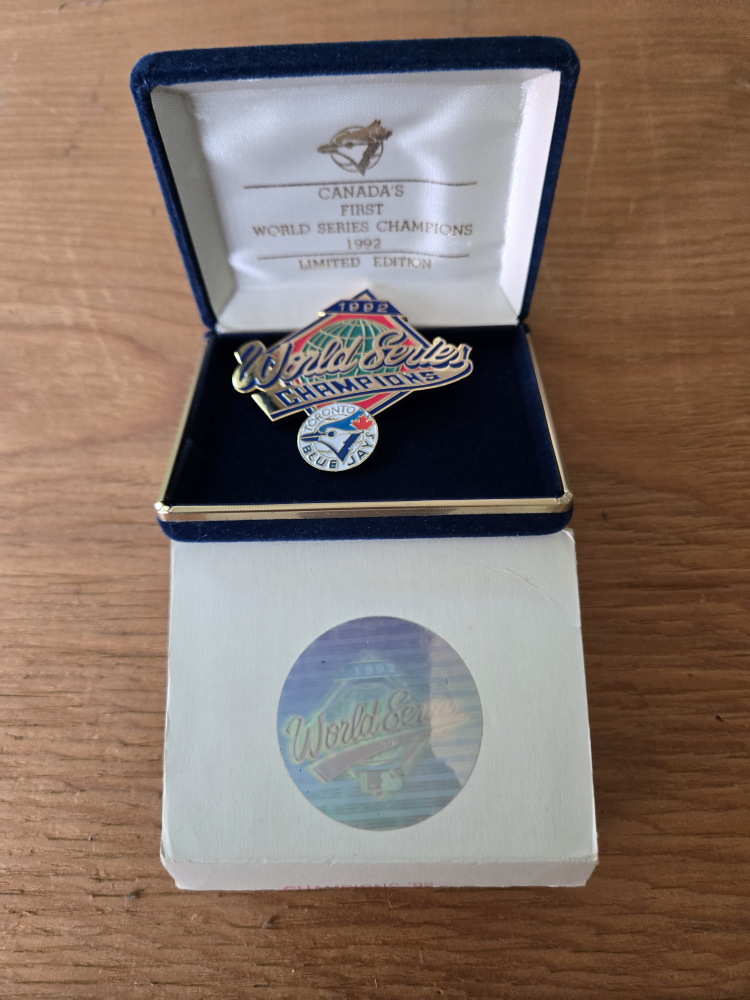 CANADA'S
FIRST
WORLD SERIES CHAMPIONS
1992
LIMITED EDITION
1992
World Series
CHAMPIONS
TORONTO
BLUE JAYS
1992
World Series